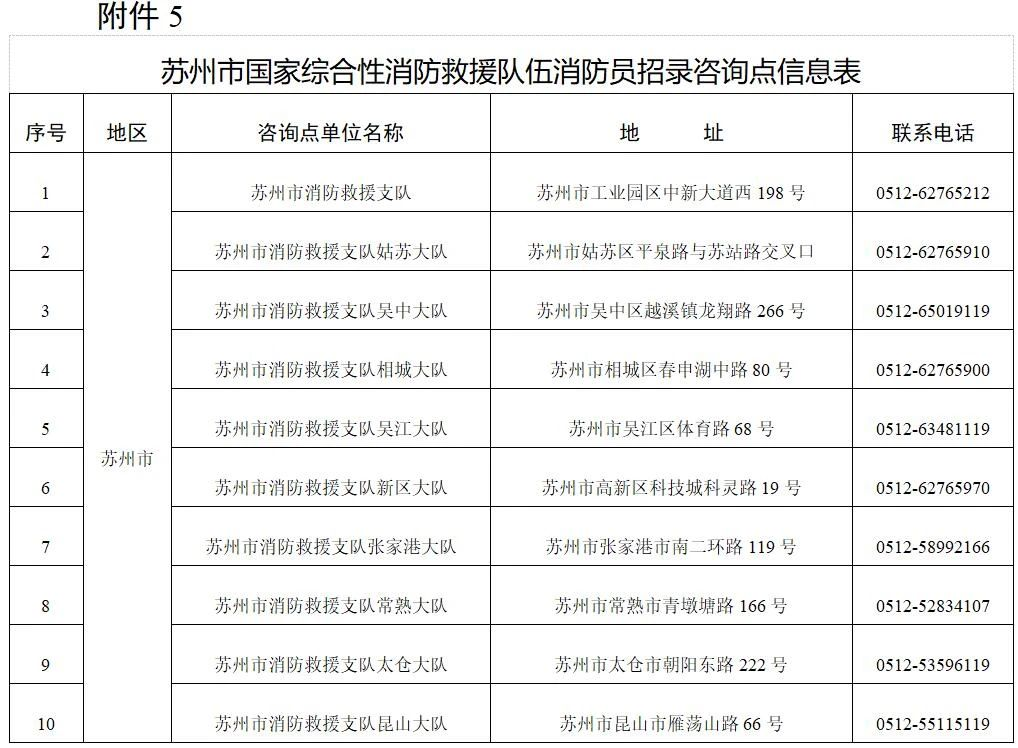 附件 5
苏州市国家综合性消防救援队伍消防员招录咨询点信息表
序号 地区 咨询点单位名称 地 址 联系电话
1 苏州市消防救援支队 苏州市工业园区中新大道西 198 号 0512-62765212
2 苏州市消防救援支队姑苏大队 苏州市姑苏区平泉路与苏站路交叉口 0512-62765910
3 苏州市消防救援支队吴中大队 苏州市吴中区越溪镇龙翔路 266 号 0512-65019119
4 苏州市消防救援支队相城大队 苏州市相城区春申湖中路 80 号 0512-62765900
5 苏州市消防救援支队吴江大队 苏州市吴江区体育路 68 号 0512-63481119
苏州市
6 苏州市消防救援支队新区大队 苏州市高新区科技城科灵路 19 号 0512-62765970
7 苏州市消防救援支队张家港大队 苏州市张家港市南二环路 119 号 0512-58992166
8 苏州市消防救援支队常熟大队 苏州市常熟市青墩塘路 166 号 0512-52834107
9 苏州市消防救援支队太仓大队 苏州市太仓市朝阳东路 222 号 0512-53596119
10 苏州市消防救援支队昆山大队 苏州市昆山市雁荡山路 66 号 0512-55115119